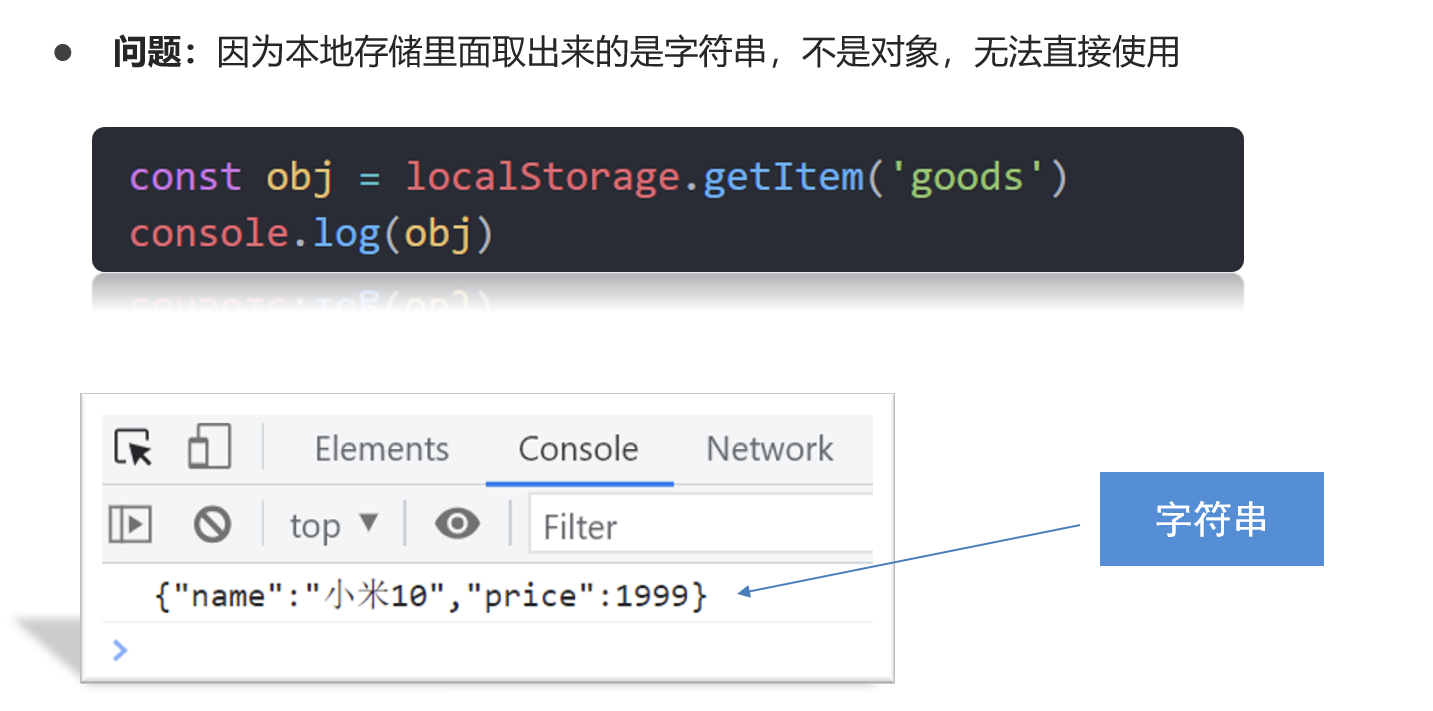 ● 问题：因为本地存储里面取出来的是字符串，不是对象，无法直接使用
const obj = localStorage.getItem('goods')
console.log(obj)
Elements Console Network
top ▼ Filter
{"name":"小米10","price":1999}
字符串
>